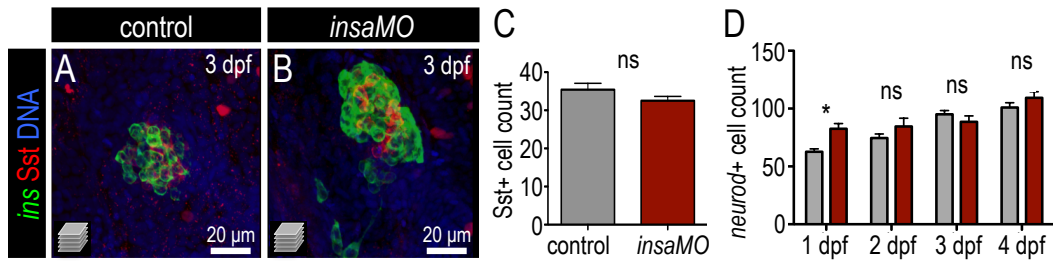 control
insaMO
ins Sst DNA
A
3 dpf
20 µm
B
3 dpf
20 µm
C
Sst+ cell count
40
30
20
10
0
ns
control
insaMO
D
neurod+ cell count
150
100
50
0
*
ns
ns
ns
1 dpf
2 dpf
3 dpf
4 dpf